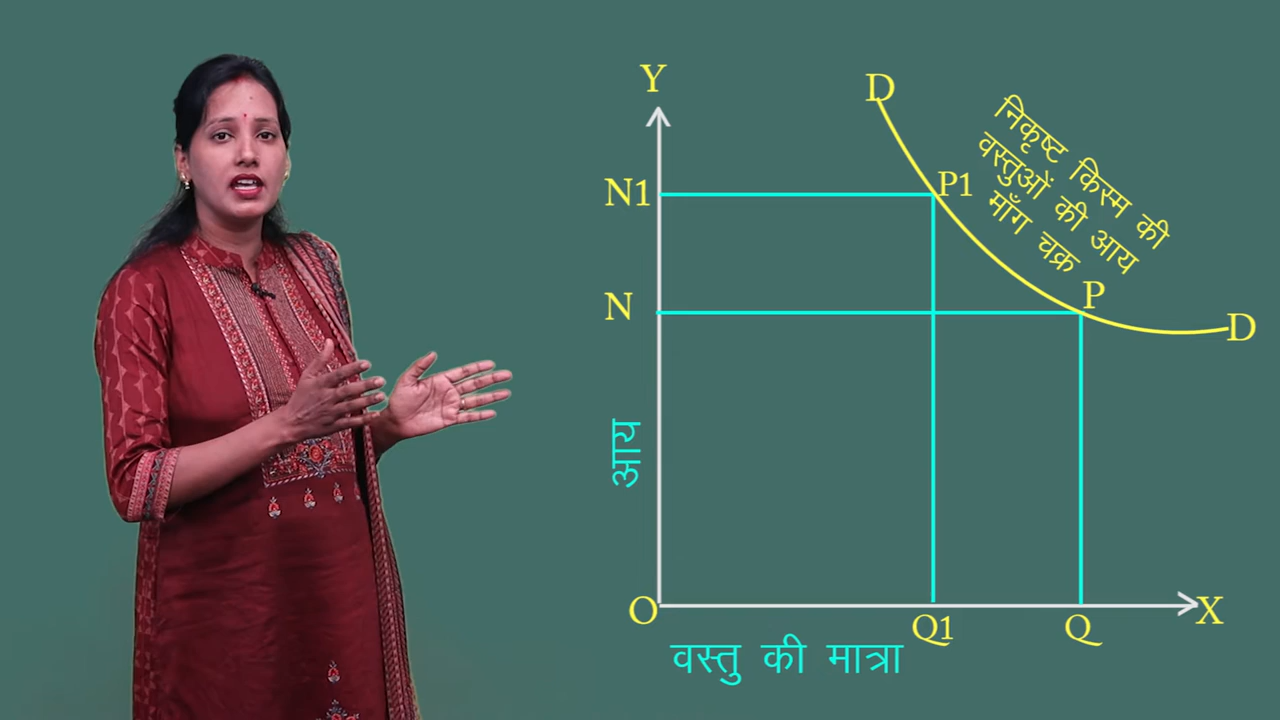 Y
D
निकृष्ट किस्म की
वस्तुओं की आय
माँग चक्र
N1
P1
N
P
D
आय
O
Q1
Q
X
वस्तु की मात्रा